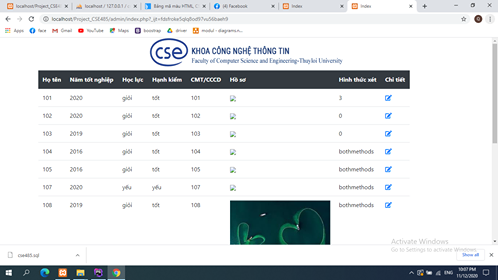 localhost/Project_CSE4
localhost / 127.0.0.1 /
Bảng mã màu HTML,
(4) Facebook
Index
Index
localhost/Project_CSE485/admin/index.php?
Apps
face
Gmail
YouTube
Maps
Oxford
bootstrap
driver
modul - diagrams.n...
cse
KHOA CÔNG NGHỆ THÔNG TIN
Faculty of Computer Science and Engineering-Thuyloi University
Họ tên Năm tốt nghiệp Học lực Hạnh kiểm CMT/CCCD Hồ sơ Hình thức xét Chi tiết
101 2020 giỏi tốt 101 3
102 2020 giỏi tốt 102 0
103 2019 giỏi tốt 103 0
104 2016 giỏi tốt 104 bothmethods
105 2016 giỏi tốt 105 bothmethods
107 2020 yếu yếu 107 bothmethods
108 2019 giỏi tốt 108 bothmethods
Activate Windows
Go to Settings to activate Windows.
cse485.sql
Show all
ENG
10:07 PM
11/12/2020